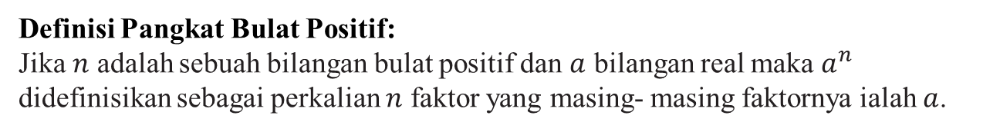 Definisi Pangkat Bulat Positif:
Jika n adalah sebuah bilangan bulat positif dan a bilangan real maka aⁿ
didefinisikan sebagai perkalian n faktor yang masing- masing faktornya ialah a.